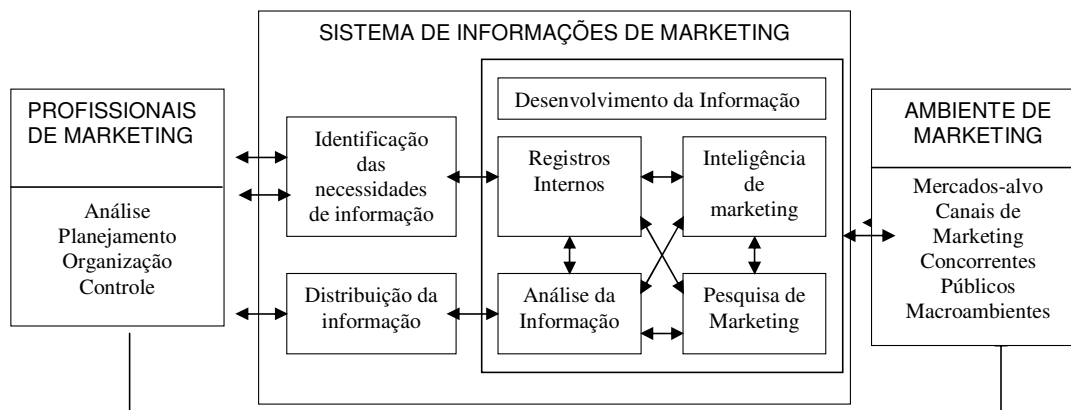 SISTEMA DE INFORMAÇÕES DE MARKETING
PROFISSIONAIS
DE MARKETING
Análise
Planejamento
Organização
Controle
Identificação
das
necessidades
de informação
Distribuição da
informação
Desenvolvimento da Informação
Registros
Internos
Inteligência
de
marketing
Análise da
Informação
Pesquisa de
Marketing
AMBIENTE DE
MARKETING
Mercados-alvo
Canais de
Marketing
Concorrentes
Públicos
Macroambientes